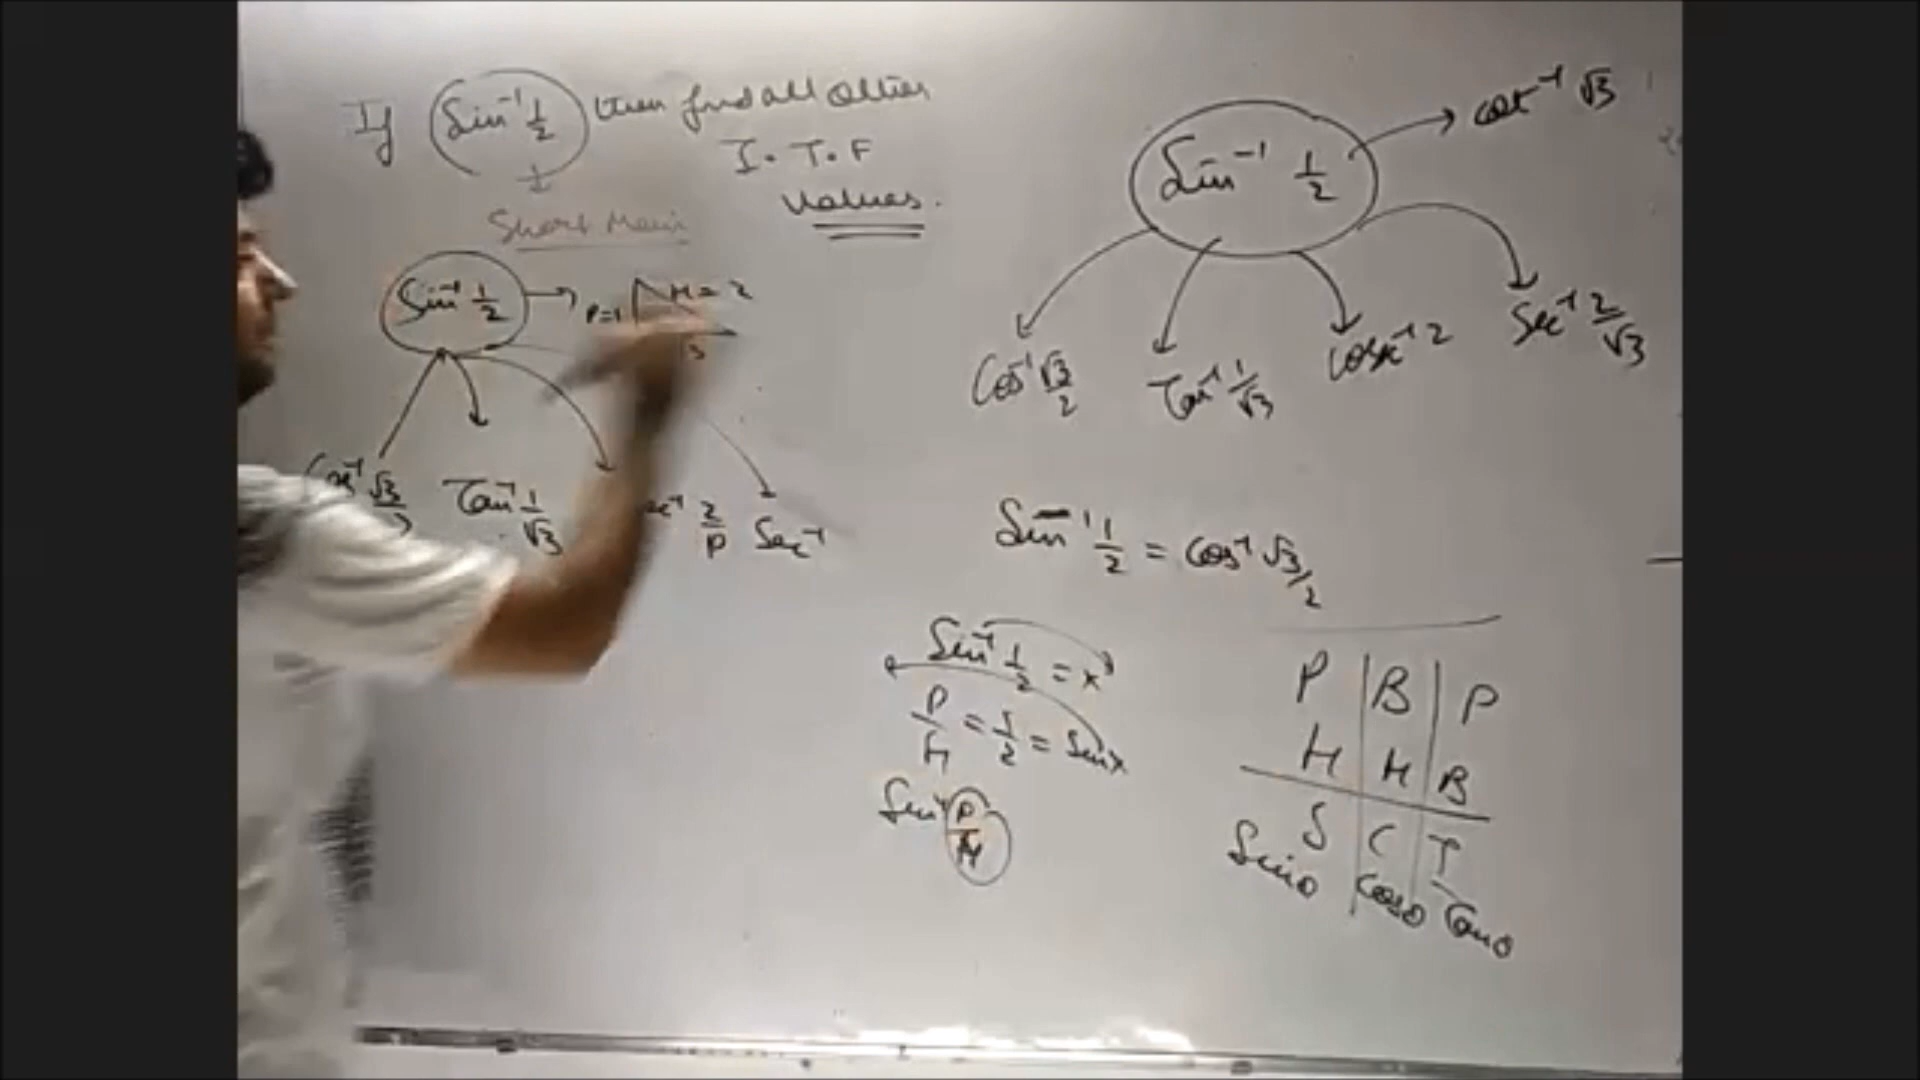 If Sin⁻¹ 1/2 then find all other
I.T.F
values.
Short Main
Sin⁻¹ 1/2
P=1
H=2
Cos⁻¹ √3/2
Tan⁻¹ 1/√3
2/P
Sec⁻¹
Sin⁻¹ 1/2
cot⁻¹ √3
Cos⁻¹ √3/2
Tan⁻¹ 1/√3
cosec⁻¹ 2
Sec⁻¹ 2/√3
Sin⁻¹ 1/2 = Cos⁻¹ √3/2
Sin⁻¹ 1/2 = x
P/H = 1/2 = Sinx
Sin⁻¹ P/H
P B P
H H B
S C T
Sinθ Cosθ Tanθ